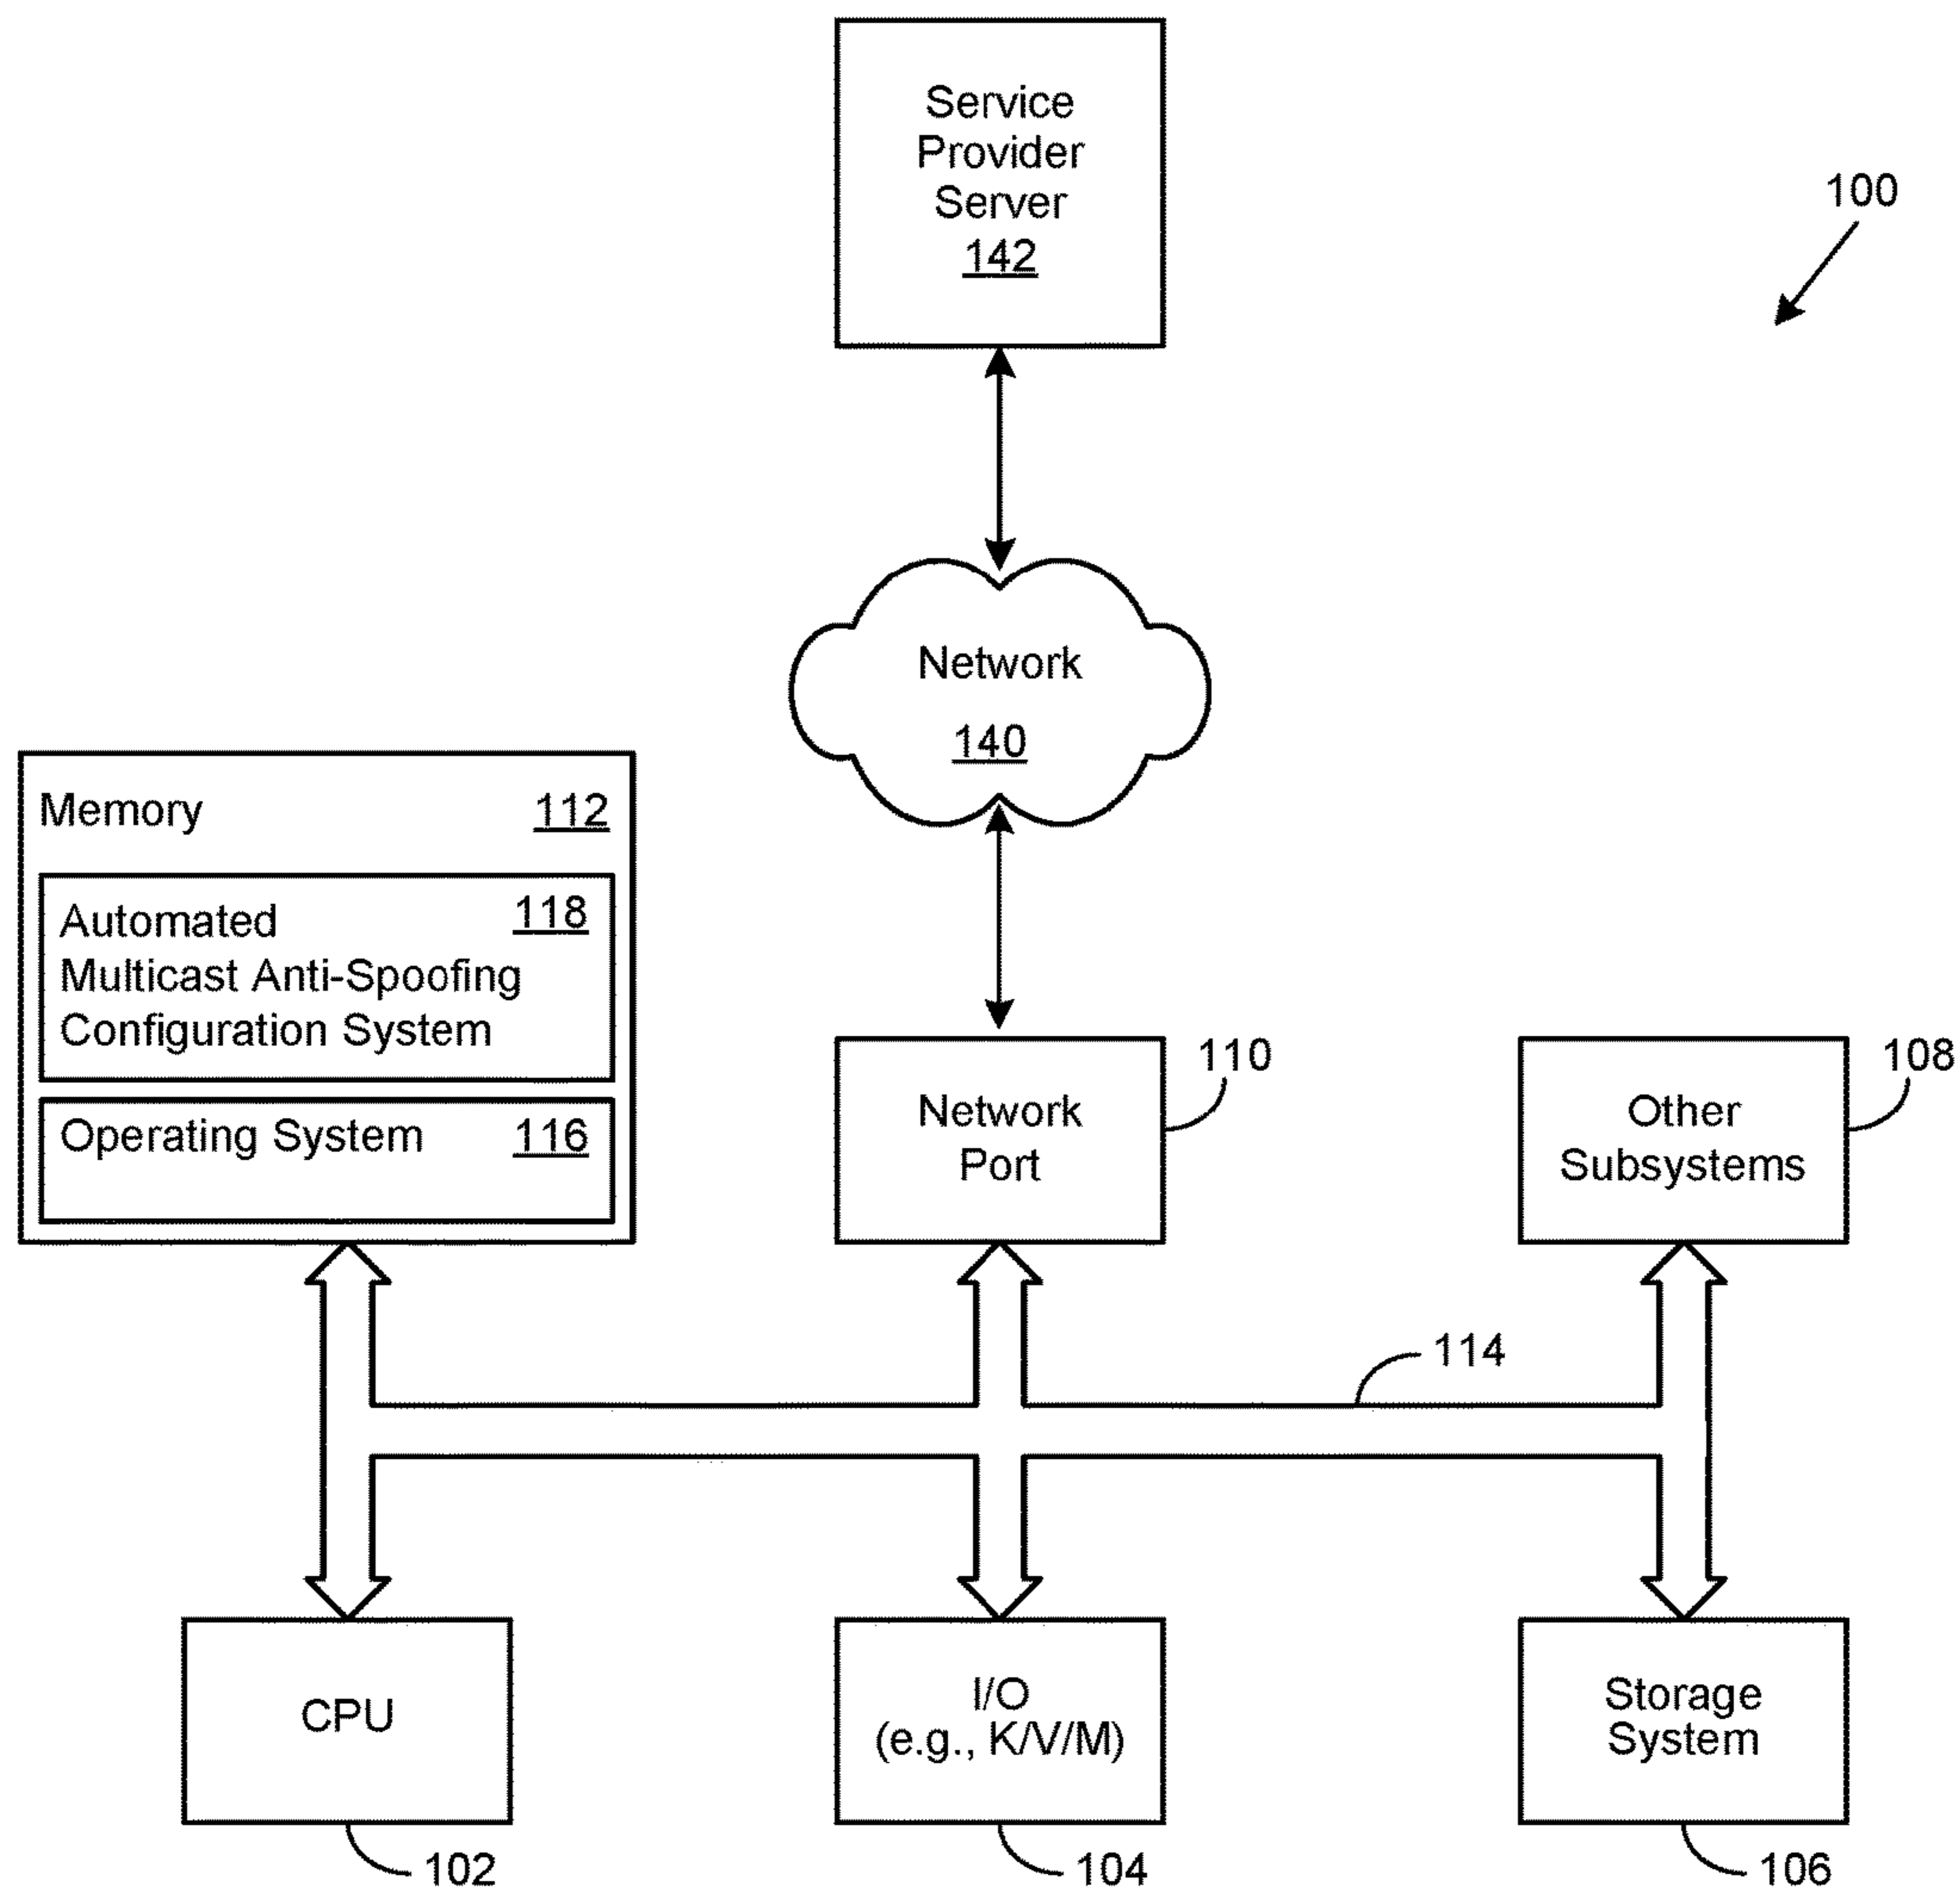 Service
Provider
Server
142
100
Network
140
Memory 112
Automated 118
Multicast Anti-Spoofing
Configuration System
Operating System 116
Network
Port
110
Other
Subsystems
108
114
CPU
102
I/O
(e.g., K/V/M)
104
Storage
System
106